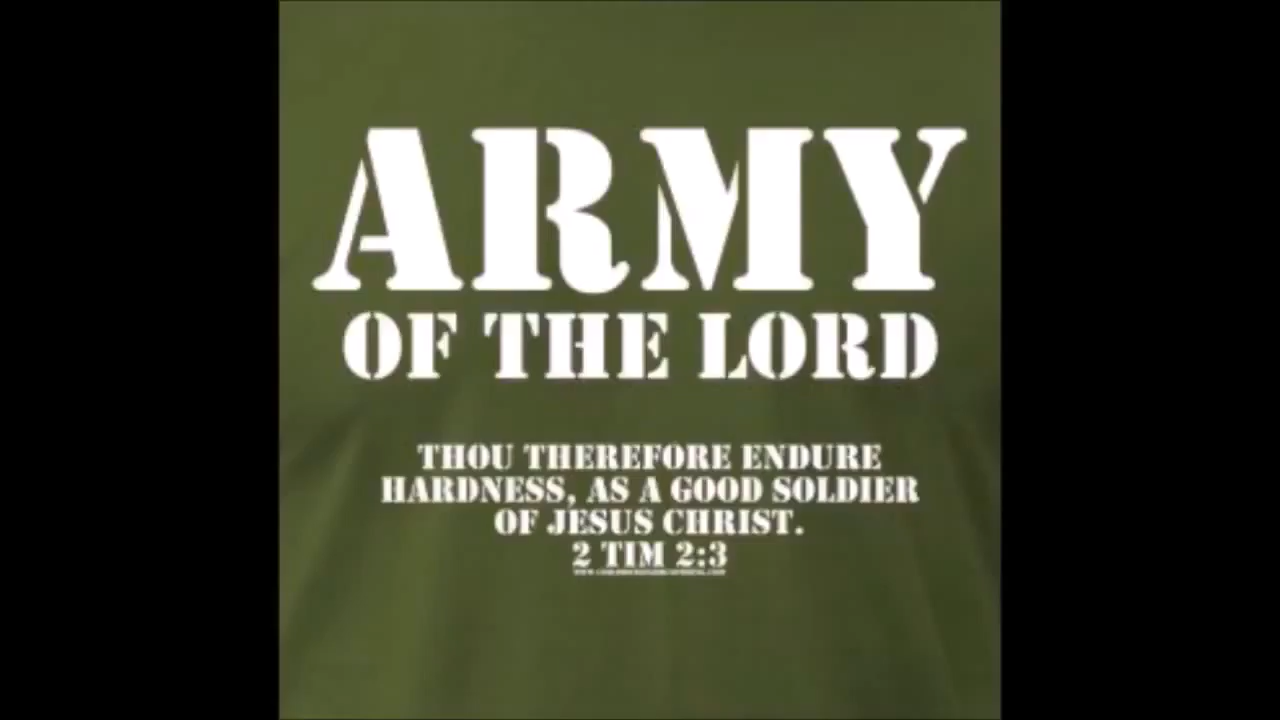 ARMY
OF THE LORD
THOU THEREFORE ENDURE
HARDNESS, AS A GOOD SOLDIER
OF JESUS CHRIST.
2 TIM 2:3